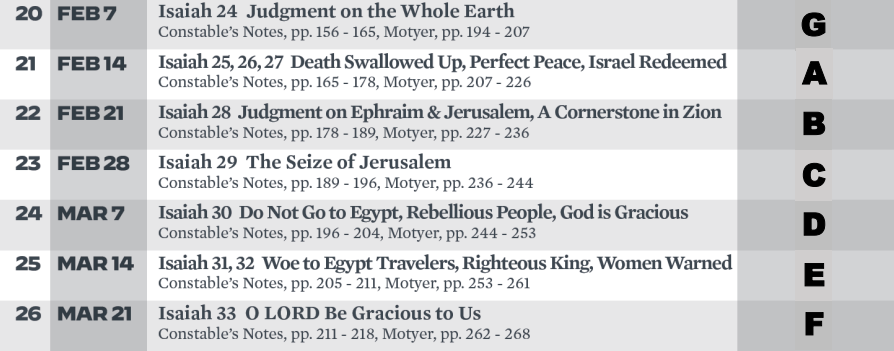 20 FEB 7 Isaiah 24 Judgment on the Whole Earth G
Constable's Notes, pp. 156 - 165, Motyer, pp. 194 - 207
21 FEB 14 Isaiah 25, 26, 27 Death Swallowed Up, Perfect Peace, Israel Redeemed A
Constable's Notes, pp. 165 - 178, Motyer, pp. 207 - 226
22 FEB 21 Isaiah 28 Judgment on Ephraim & Jerusalem, A Cornerstone in Zion B
Constable's Notes, pp. 178 - 189, Motyer, pp. 227 - 236
23 FEB 28 Isaiah 29 The Seize of Jerusalem C
Constable's Notes, pp. 189 - 196, Motyer, pp. 236 - 244
24 MAR 7 Isaiah 30 Do Not Go to Egypt, Rebellious People, God is Gracious D
Constable's Notes, pp. 196 - 204, Motyer, pp. 244 - 253
25 MAR 14 Isaiah 31, 32 Woe to Egypt Travelers, Righteous King, Women Warned E
Constable's Notes, pp. 205 - 211, Motyer, pp. 253 - 261
26 MAR 21 Isaiah 33 O LORD Be Gracious to Us F
Constable's Notes, pp. 211 - 218, Motyer, pp. 262 - 268